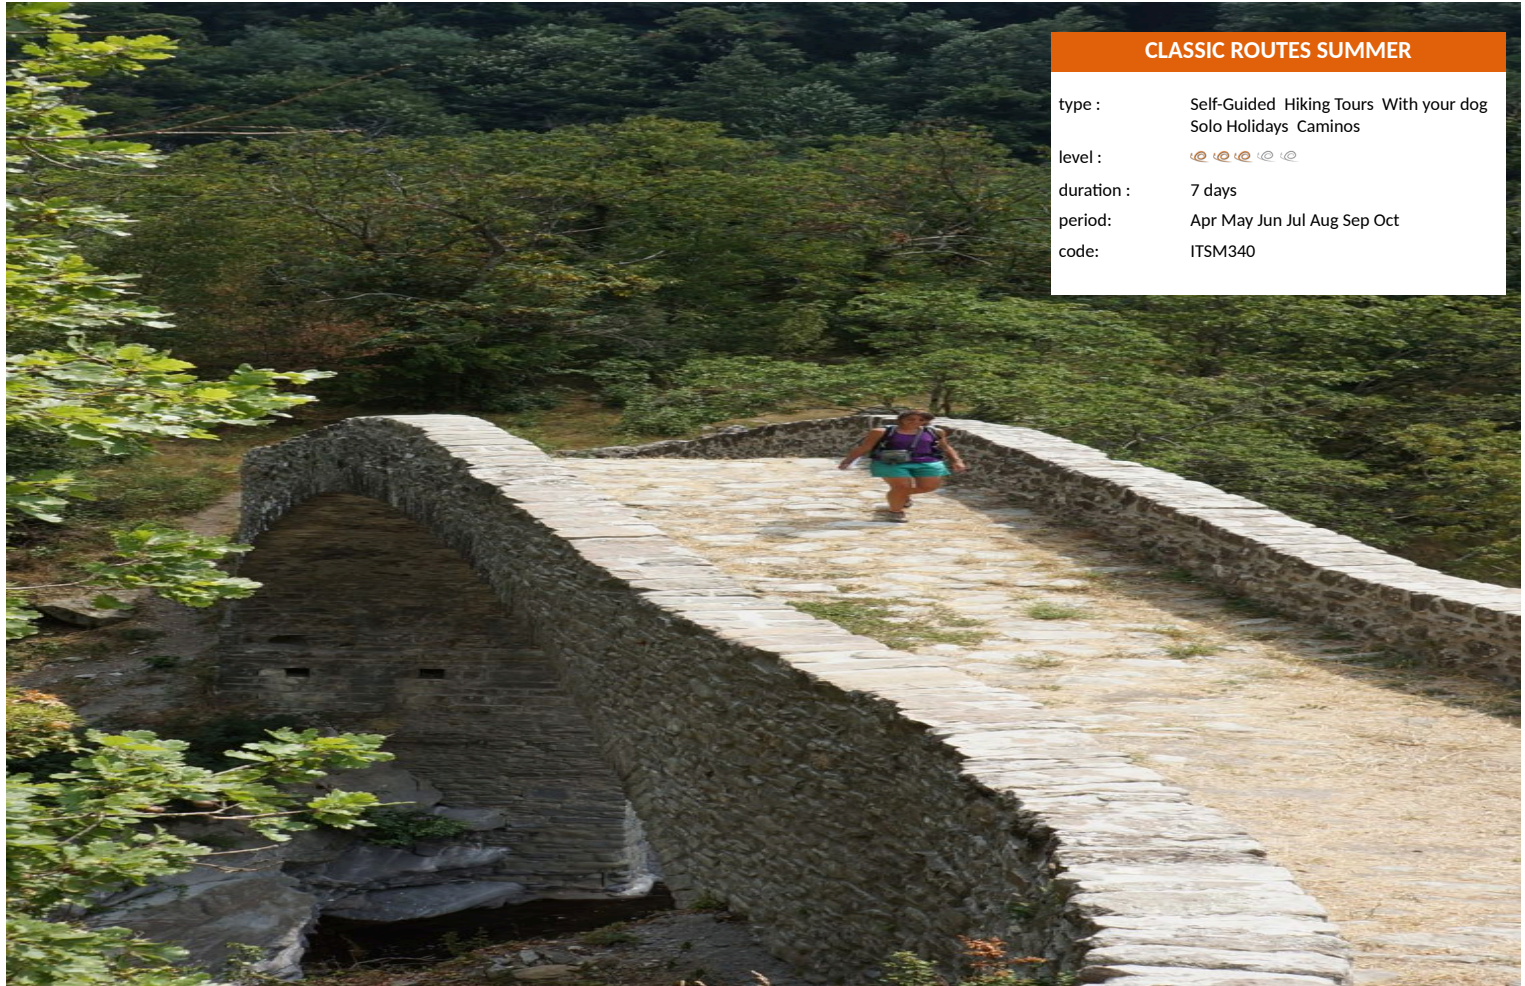 CLASSIC ROUTES SUMMER
type : Self-Guided Hiking Tours With your dog
Solo Holidays Caminos
level :
duration : 7 days
period: Apr May Jun Jul Aug Sep Oct
code: ITSM340